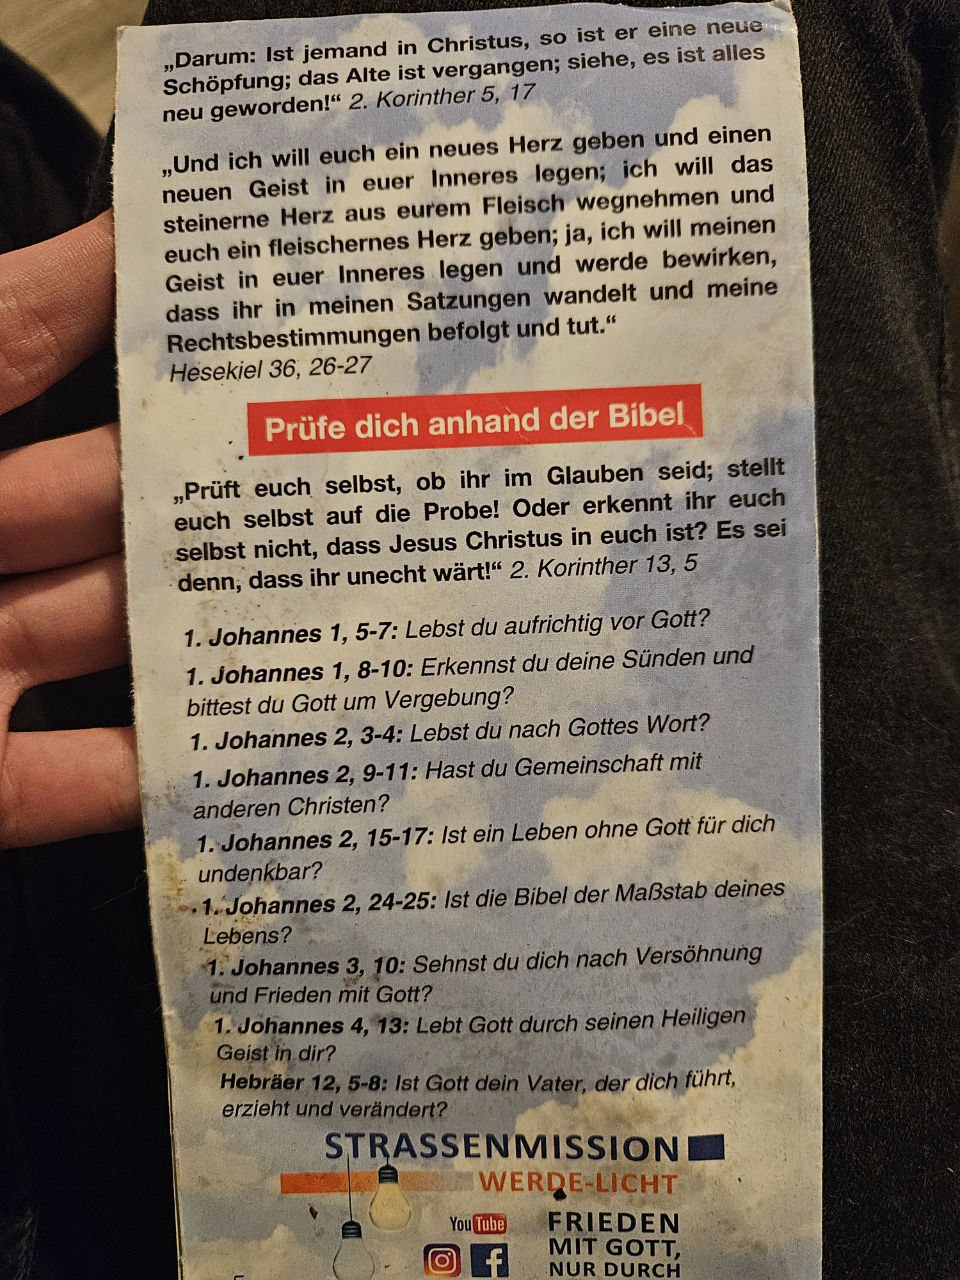 „Darum: Ist jemand in Christus, so ist er eine neue
Schöpfung; das Alte ist vergangen; siehe, es ist alles
neu geworden!“ 2. Korinther 5, 17
„Und ich will euch ein neues Herz geben und einen
neuen Geist in euer Inneres legen; ich will das
steinerne Herz aus eurem Fleisch wegnehmen und
euch ein fleischernes Herz geben; ja, ich will meinen
Geist in euer Inneres legen und werde bewirken,
dass ihr in meinen Satzungen wandelt und meine
Rechtsbestimmungen befolgt und tut.“
Hesekiel 36, 26-27
Prüfe dich anhand der Bibel
„Prüft euch selbst, ob ihr im Glauben seid; stellt
euch selbst auf die Probe! Oder erkennt ihr euch
selbst nicht, dass Jesus Christus in euch ist? Es sei
denn, dass ihr unecht wärt!“ 2. Korinther 13, 5
1. Johannes 1, 5-7: Lebst du aufrichtig vor Gott?
1. Johannes 1, 8-10: Erkennst du deine Sünden und
bittest du Gott um Vergebung?
1. Johannes 2, 3-4: Lebst du nach Gottes Wort?
1. Johannes 2, 9-11: Hast du Gemeinschaft mit
anderen Christen?
1. Johannes 2, 15-17: Ist ein Leben ohne Gott für dich
undenkbar?
1. Johannes 2, 24-25: Ist die Bibel der Maßstab deines
Lebens?
1. Johannes 3, 10: Sehnst du dich nach Versöhnung
und Frieden mit Gott?
1. Johannes 4, 13: Lebt Gott durch seinen Heiligen
Geist in dir?
Hebräer 12, 5-8: Ist Gott dein Vater, der dich führt,
erzieht und verändert?
STRASSENMISSION
WERDE-LICHT
YouTube
FRIEDEN
MIT GOTT,
NUR DURCH